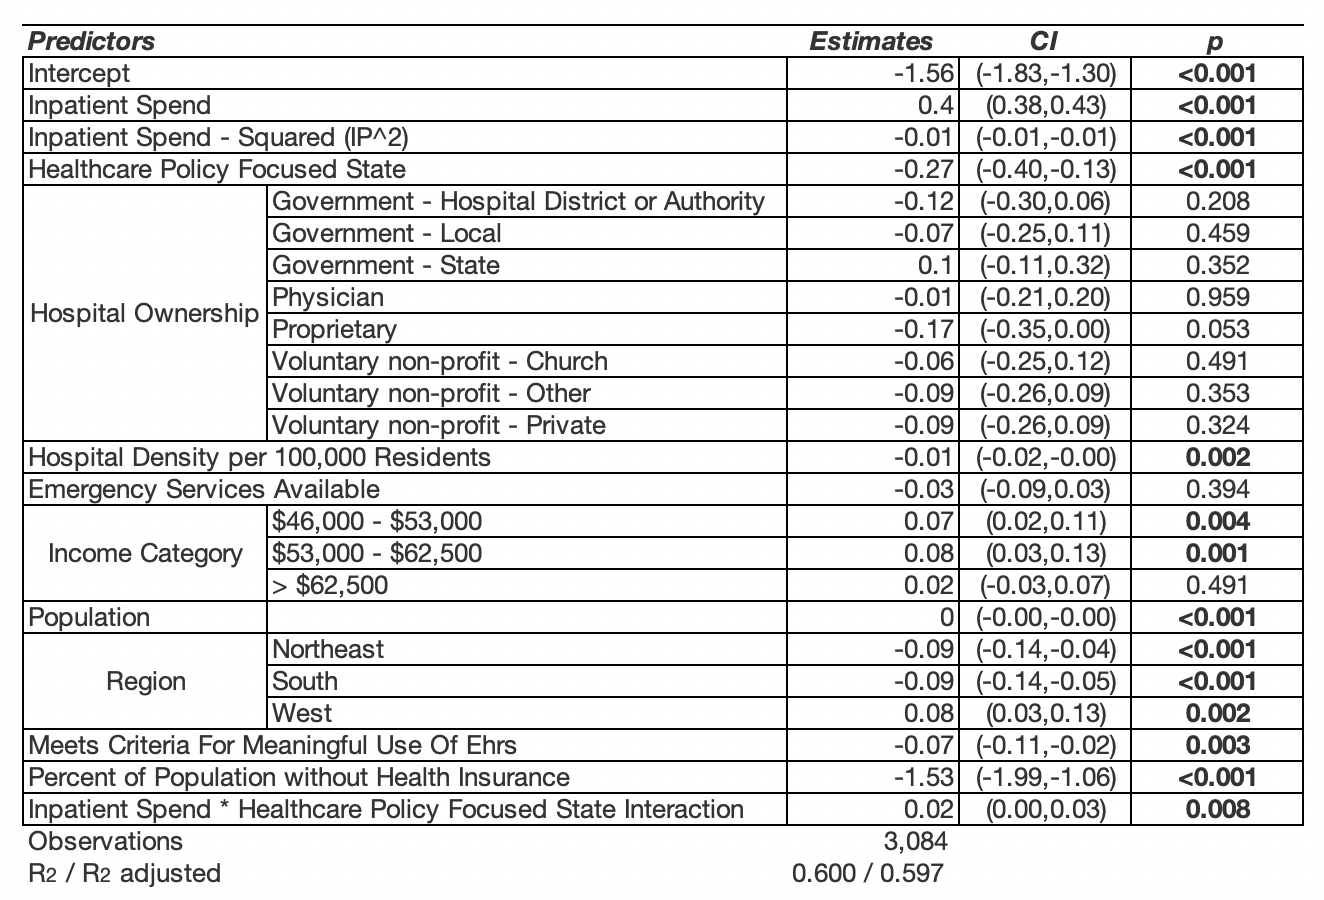 Predictors Estimates CI p
Intercept -1.56 (-1.83,-1.30) <0.001
Inpatient Spend 0.4 (0.38,0.43) <0.001
Inpatient Spend - Squared (IP^2) -0.01 (-0.01,-0.01) <0.001
Healthcare Policy Focused State -0.27 (-0.40,-0.13) <0.001
Hospital Ownership
Government - Hospital District or Authority -0.12 (-0.30,0.06) 0.208
Government - Local -0.07 (-0.25,0.11) 0.459
Government - State 0.1 (-0.11,0.32) 0.352
Physician -0.01 (-0.21,0.20) 0.959
Proprietary -0.17 (-0.35,0.00) 0.053
Voluntary non-profit - Church -0.06 (-0.25,0.12) 0.491
Voluntary non-profit - Other -0.09 (-0.26,0.09) 0.353
Voluntary non-profit - Private -0.09 (-0.26,0.09) 0.324
Hospital Density per 100,000 Residents -0.01 (-0.02,-0.00) 0.002
Emergency Services Available -0.03 (-0.09,0.03) 0.394
Income Category
$46,000 - $53,000 0.07 (0.02,0.11) 0.004
$53,000 - $62,500 0.08 (0.03,0.13) 0.001
> $62,500 0.02 (-0.03,0.07) 0.491
Population 0 (-0.00,-0.00) <0.001
Region
Northeast -0.09 (-0.14,-0.04) <0.001
South -0.09 (-0.14,-0.05) <0.001
West 0.08 (0.03,0.13) 0.002
Meets Criteria For Meaningful Use Of Ehrs -0.07 (-0.11,-0.02) 0.003
Percent of Population without Health Insurance -1.53 (-1.99,-1.06) <0.001
Inpatient Spend * Healthcare Policy Focused State Interaction 0.02 (0.00,0.03) 0.008
Observations 3,084
R2 / R2 adjusted 0.600 / 0.597